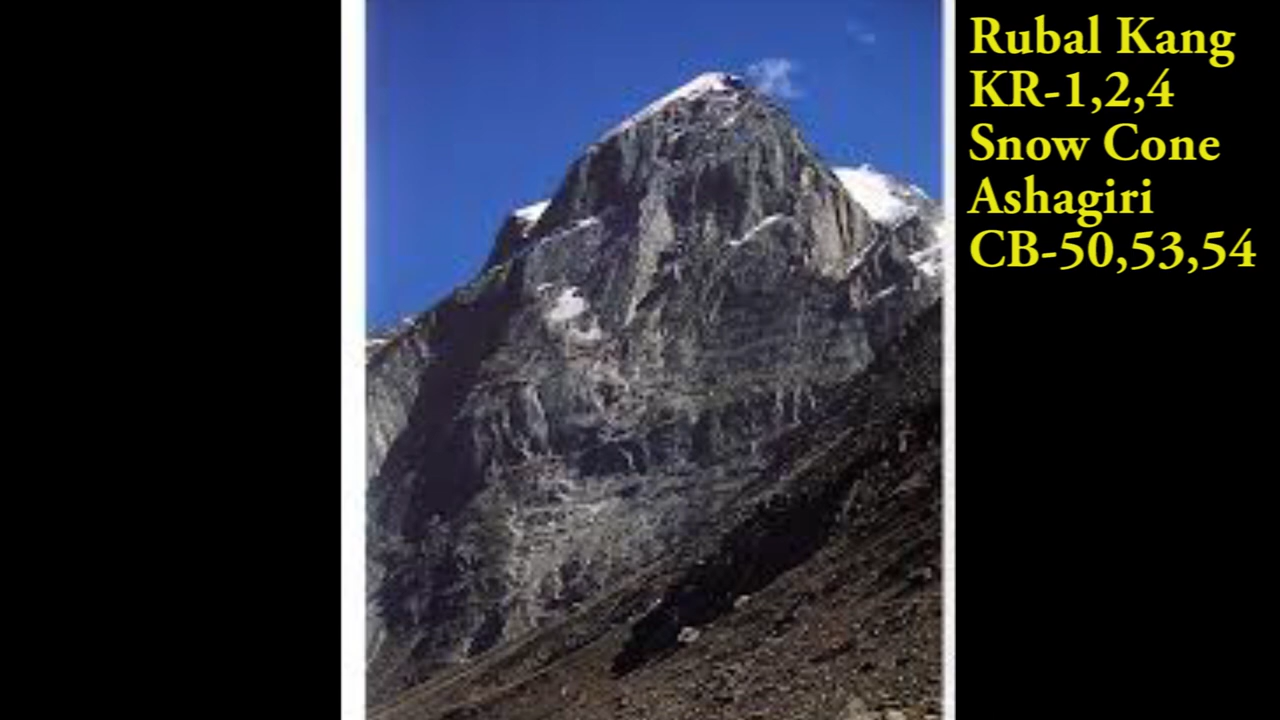 Rubal Kang
KR-1,2,4
Snow Cone
Ashagiri
CB-50,53,54